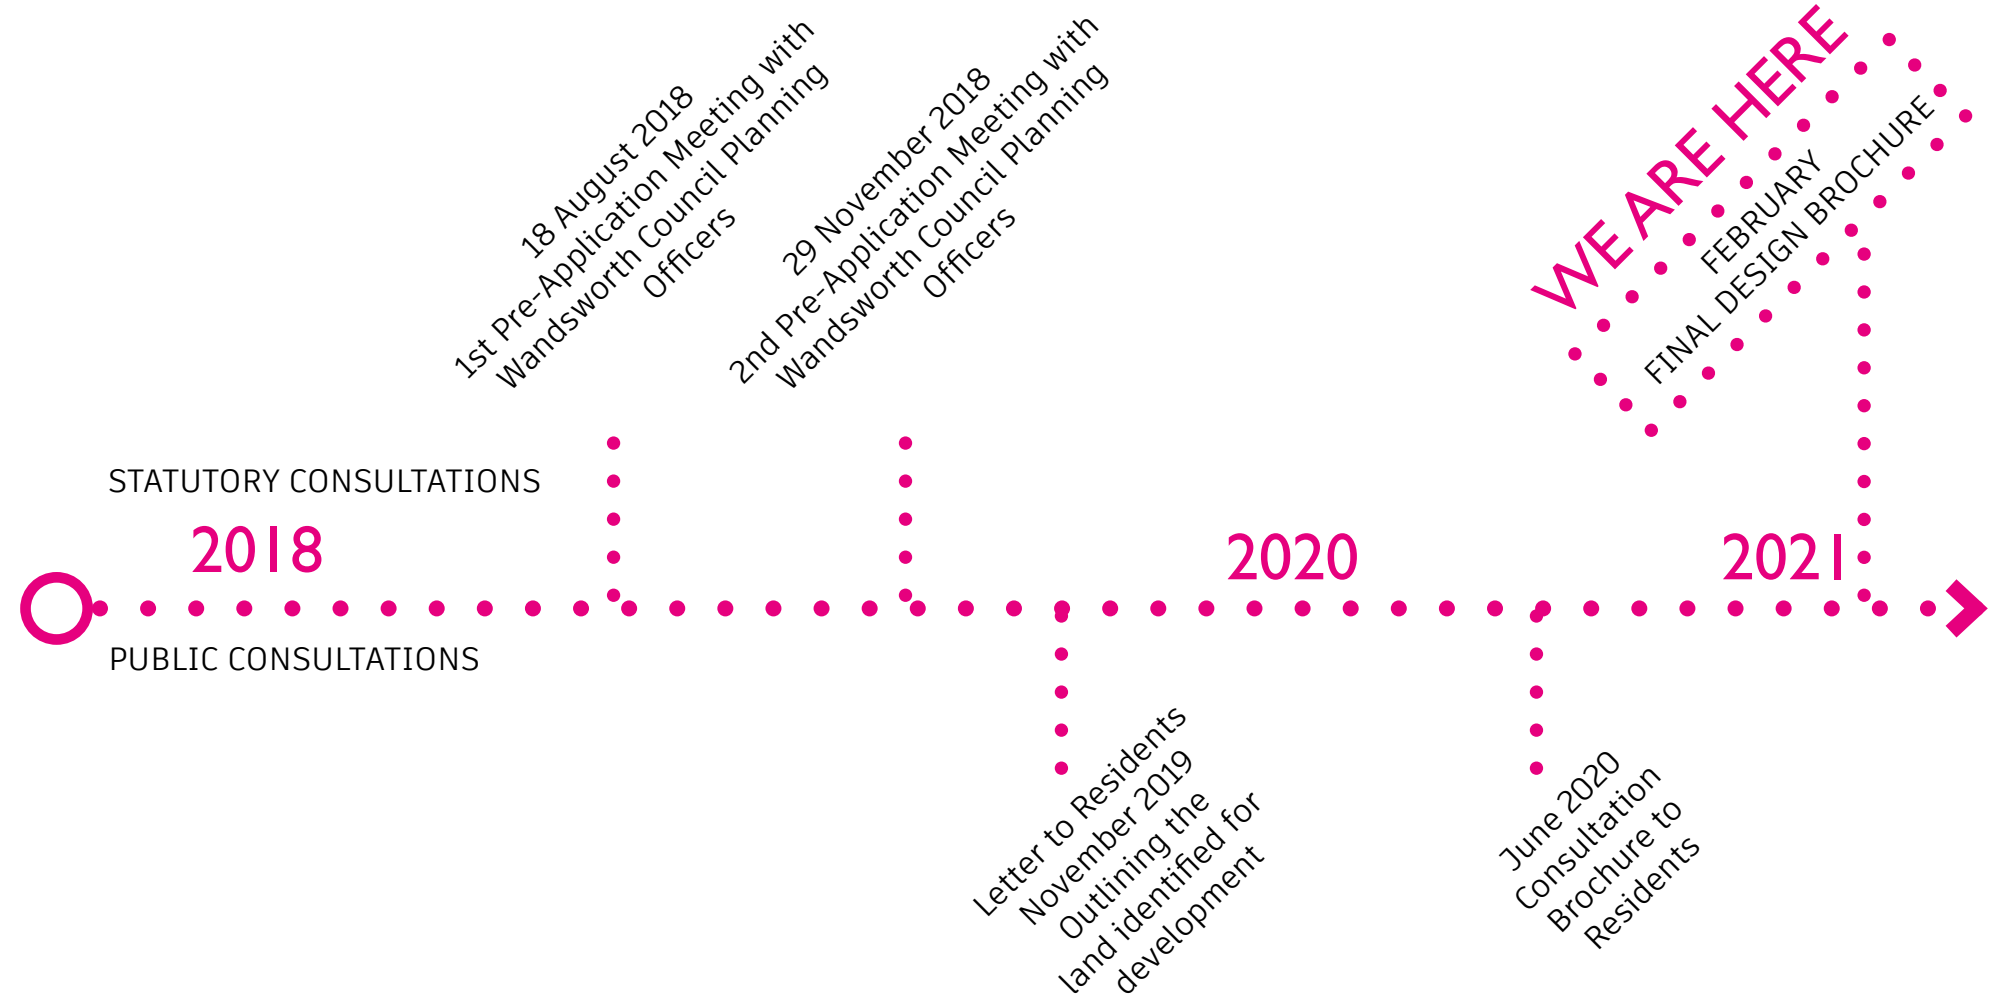 18 August 2018
1st Pre-Application Meeting with
Wandsworth Council Planning
Officers
29 November 2018
2nd Pre-Application Meeting with
Wandsworth Council Planning
Officers
WE ARE HERE
FEBRUARY
FINAL DESIGN BROCHURE
STATUTORY CONSULTATIONS
2018
2020
2021
PUBLIC CONSULTATIONS
Letter to Residents
November 2019
Outlining the
land identified for
development
June 2020
Consultation
Brochure to
Residents